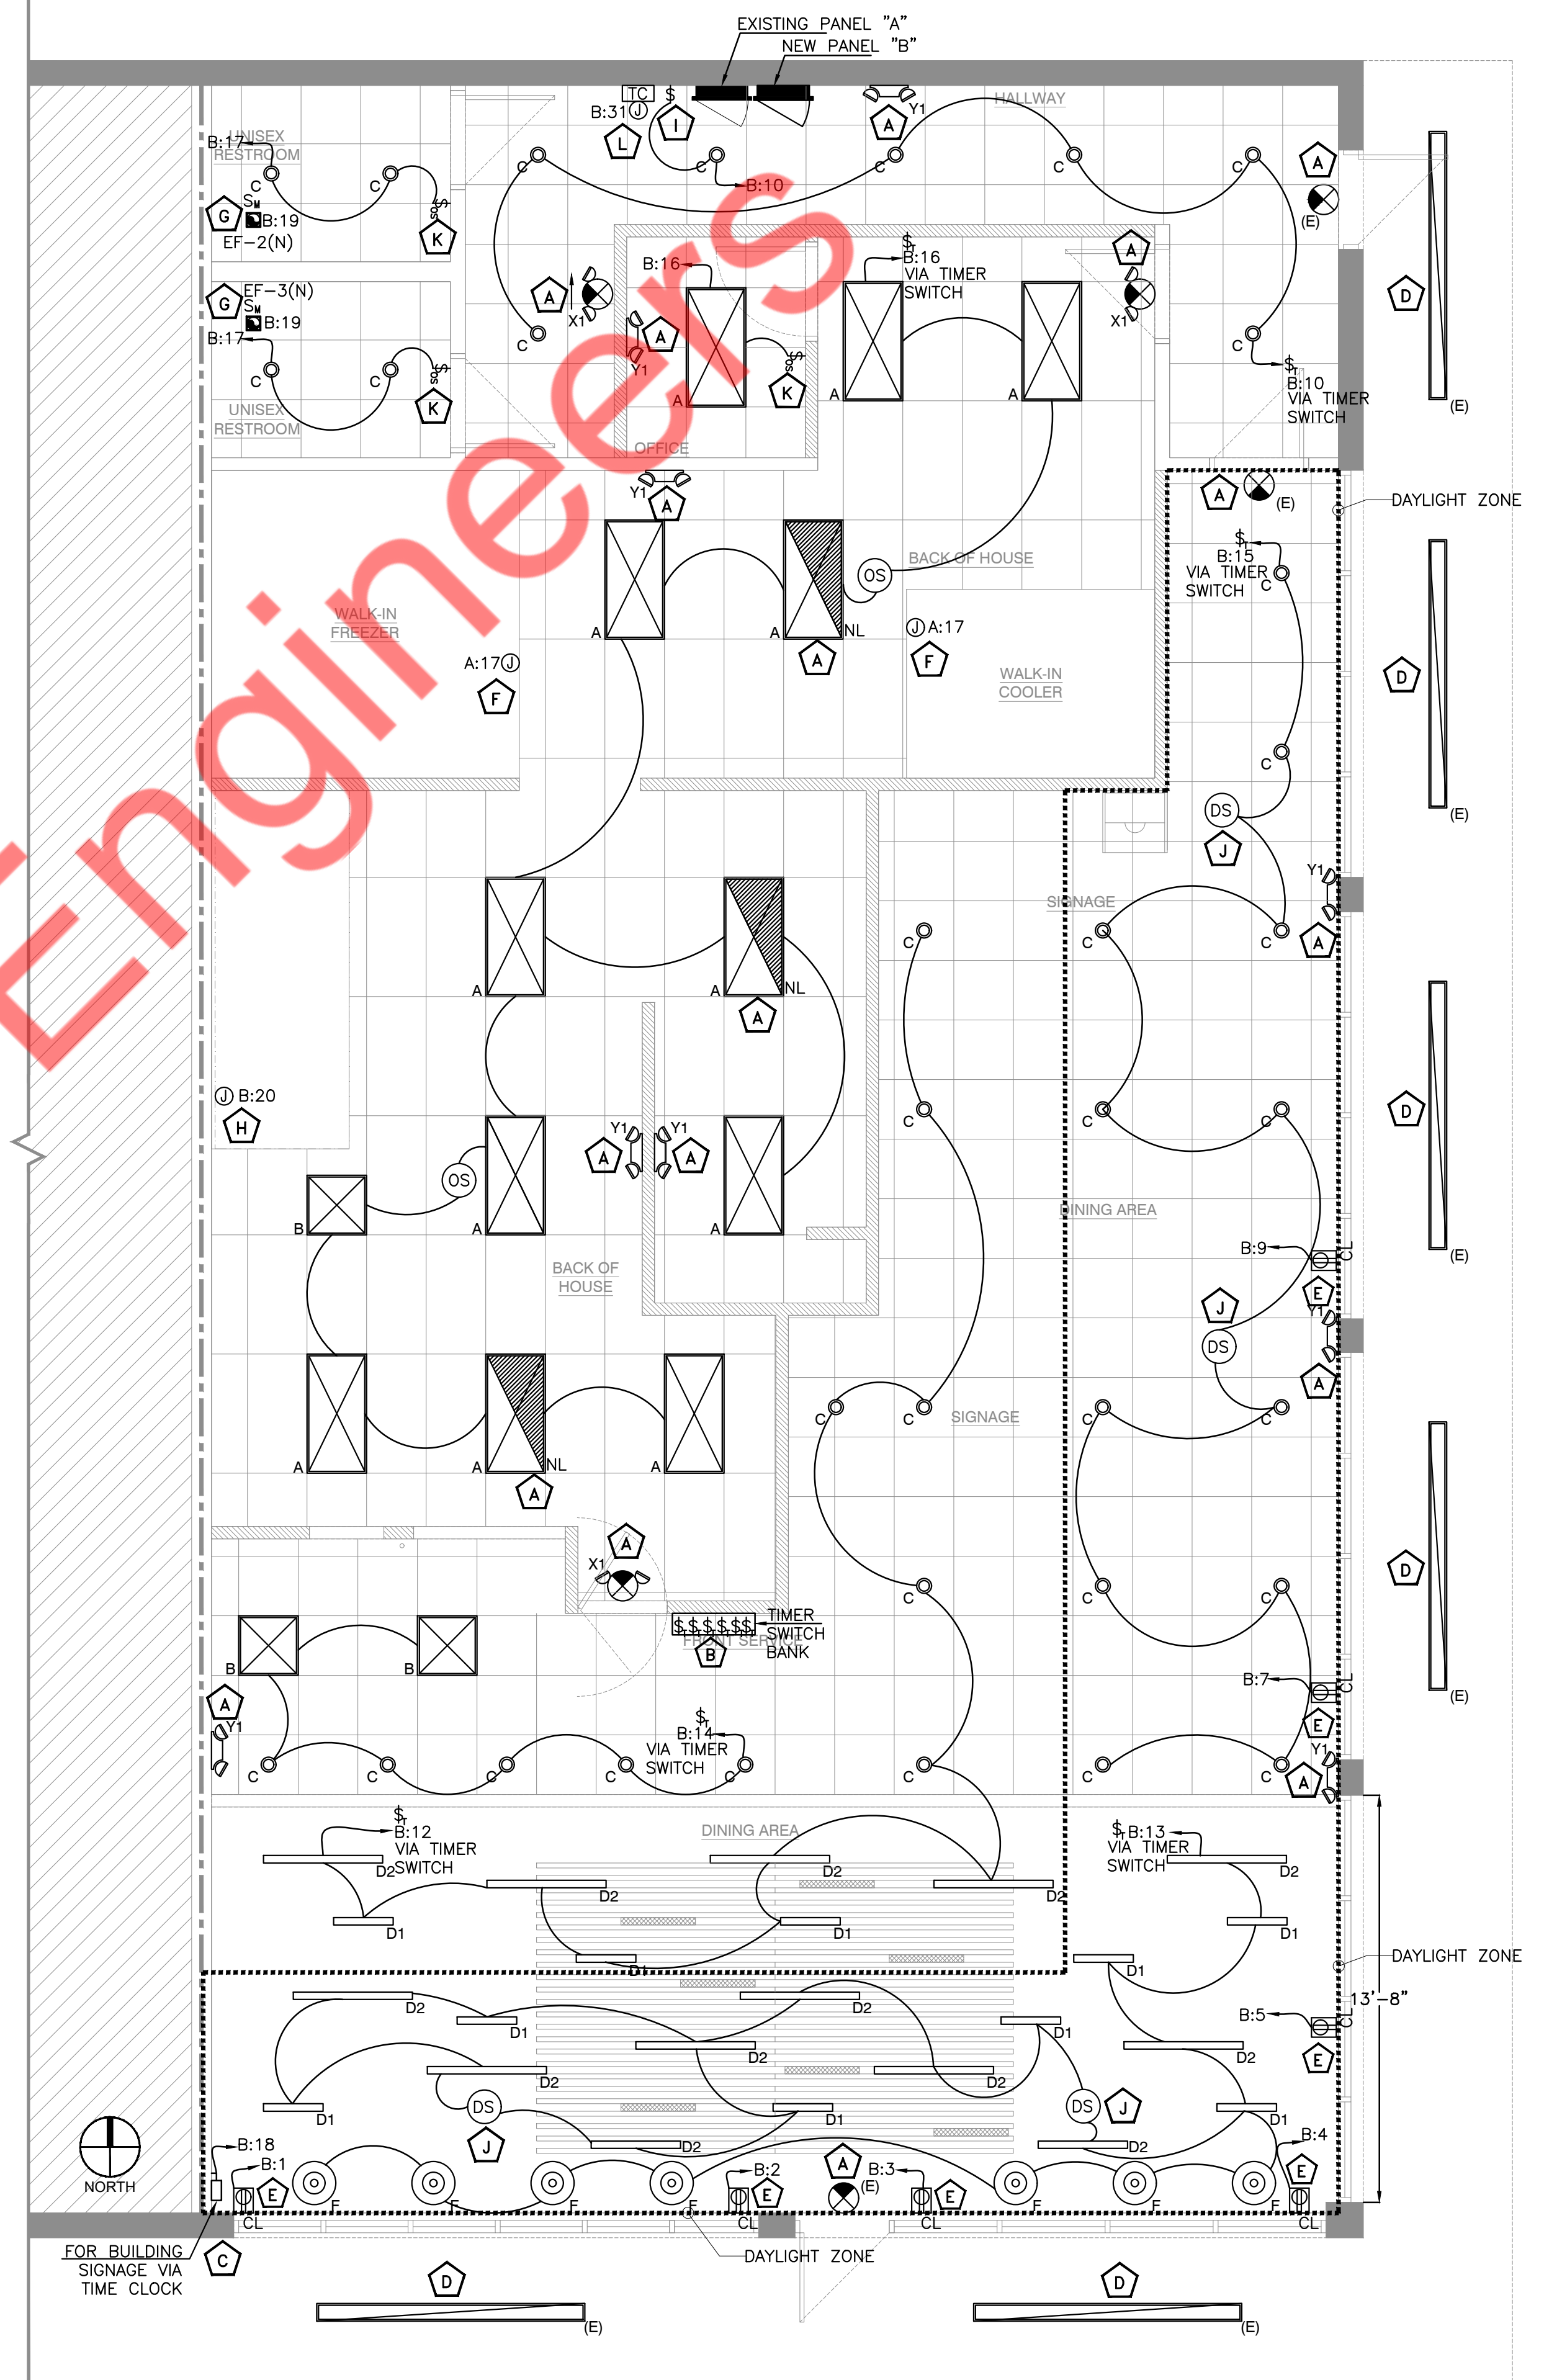 EXISTING PANEL "A"
NEW PANEL "B"
TC
$
B:31
J
I
L
A
Y1
HALLWAY
UNISEX
RESTROOM
B:17
C
C
SM
G
B:19
EF-2(N)
$OS
K
C
C
B:10
C
C
C
A
(E)
G
EF-3(N)
SM
B:19
B:17
C
C
$OS
K
UNISEX
RESTROOM
A
X1
C
B:16
A
Y1
A
$OS
K
OFFICE
$T
B:16
VIA TIMER
SWITCH
A
A
A
X1
C
$T
B:10
VIA TIMER
SWITCH
D
(E)
Y1
A
A
(E)
DAYLIGHT ZONE
$T
B:15
VIA TIMER
SWITCH
C
BACK OF HOUSE
OS
WALK-IN
FREEZER
A
A
NL
A
A:17
J
F
J
A:17
F
WALK-IN
COOLER
D
(E)
C
DS
J
Y1
A
SIGNAGE
C
C
C
A
A
NL
A
J
B:20
H
C
C
C
D
(E)
Y1
A
Y1
A
OS
B
A
A
DINING AREA
B:9
CL
E
BACK OF
HOUSE
J
DS
Y1
A
A
A
NL
A
A
C
C
SIGNAGE
C
C
D
(E)
A
X1
TIMER
SWITCH
BANK
$T$T$T$T$$
FRONT SERVICE
B
C
C
C
B
B
A
Y1
B:7
CL
E
$T
B:14
VIA TIMER
SWITCH
C
C
C
C
C
C
C
C
Y1
A
$T
B:12
VIA TIMER
SWITCH
D2
DINING AREA
D2
D2
D2
D1
D1
D1
$T
B:13
VIA TIMER
SWITCH
D2
D1
D1
DAYLIGHT ZONE
13'-8"
B:5
CL
E
D2
D1
D2
D2
D1
D2
D2
D2
D1
D1
D1
DS
J
D2
DS
J
D2
NORTH
B:18
B:1
E
CL
F
F
F
F
B:2
E
CL
A
(E)
B:3
E
CL
F
F
F
B:4
E
CL
FOR BUILDING
SIGNAGE VIA
TIME CLOCK
C
DAYLIGHT ZONE
D
(E)
D
(E)
Engineers